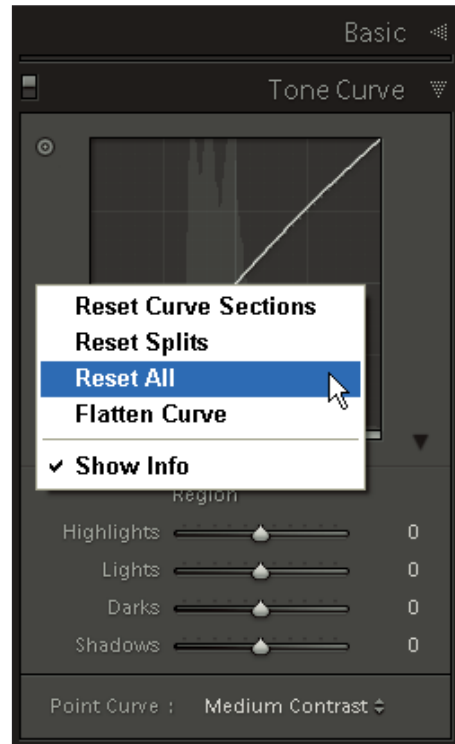 Basic
Tone Curve
Reset Curve Sections
Reset Splits
Reset All
Flatten Curve
✓ Show Info
Region
Highlights 0
Lights 0
Darks 0
Shadows 0
Point Curve : Medium Contrast